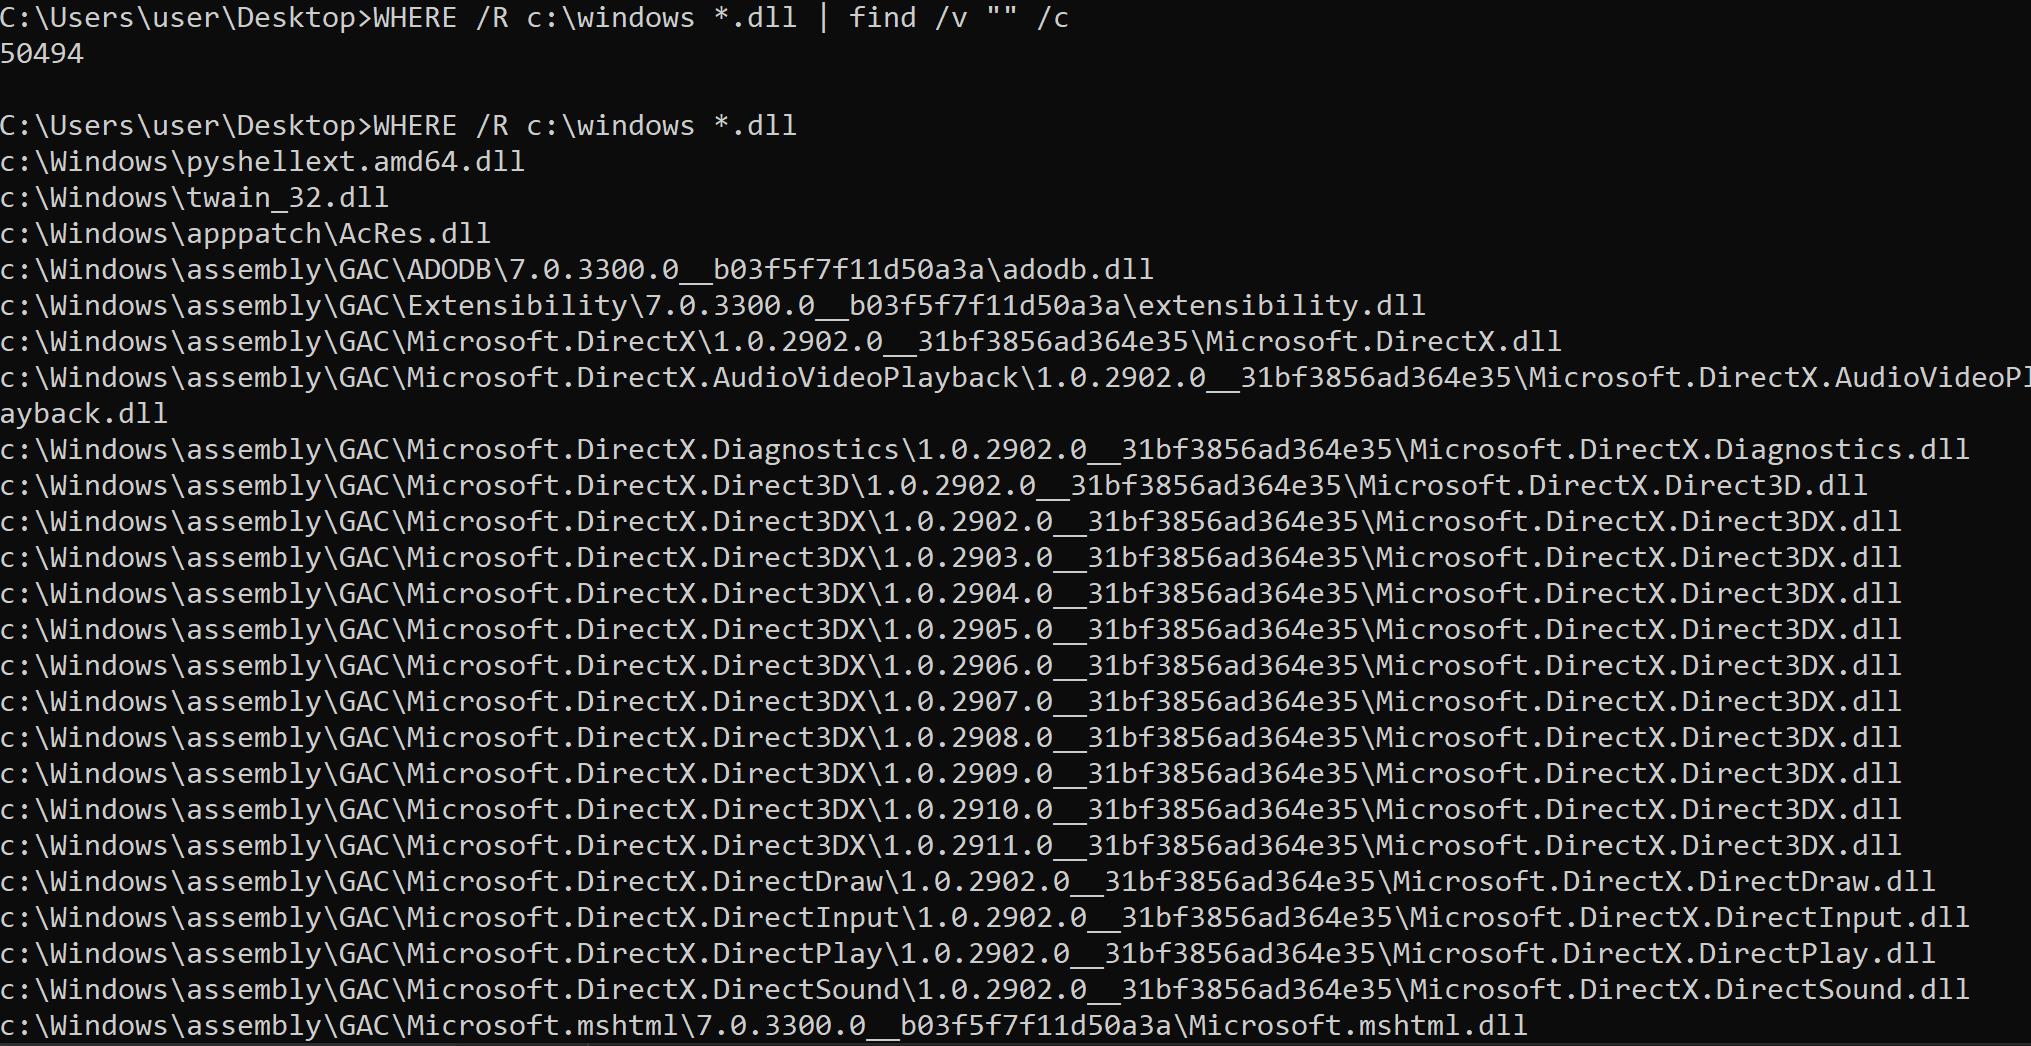 C:\Users\user\Desktop>WHERE /R c:\windows *.dll | find /v "" /c
50494
C:\Users\user\Desktop>WHERE /R c:\windows *.dll
c:\Windows\pyshellext.amd64.dll
c:\Windows\twain_32.dll
c:\Windows\apppatch\AcRes.dll
c:\Windows\assembly\GAC\ADODB\7.0.3300.0__b03f5f7f11d50a3a\adodb.dll
c:\Windows\assembly\GAC\Extensibility\7.0.3300.0__b03f5f7f11d50a3a\extensibility.dll
c:\Windows\assembly\GAC\Microsoft.DirectX\1.0.2902.0__31bf3856ad364e35\Microsoft.DirectX.dll
c:\Windows\assembly\GAC\Microsoft.DirectX.AudioVideoPlayback\1.0.2902.0__31bf3856ad364e35\Microsoft.DirectX.AudioVideoPl
ayback.dll
c:\Windows\assembly\GAC\Microsoft.DirectX.Diagnostics\1.0.2902.0__31bf3856ad364e35\Microsoft.DirectX.Diagnostics.dll
c:\Windows\assembly\GAC\Microsoft.DirectX.Direct3D\1.0.2902.0__31bf3856ad364e35\Microsoft.DirectX.Direct3D.dll
c:\Windows\assembly\GAC\Microsoft.DirectX.Direct3DX\1.0.2902.0__31bf3856ad364e35\Microsoft.DirectX.Direct3DX.dll
c:\Windows\assembly\GAC\Microsoft.DirectX.Direct3DX\1.0.2903.0__31bf3856ad364e35\Microsoft.DirectX.Direct3DX.dll
c:\Windows\assembly\GAC\Microsoft.DirectX.Direct3DX\1.0.2904.0__31bf3856ad364e35\Microsoft.DirectX.Direct3DX.dll
c:\Windows\assembly\GAC\Microsoft.DirectX.Direct3DX\1.0.2905.0__31bf3856ad364e35\Microsoft.DirectX.Direct3DX.dll
c:\Windows\assembly\GAC\Microsoft.DirectX.Direct3DX\1.0.2906.0__31bf3856ad364e35\Microsoft.DirectX.Direct3DX.dll
c:\Windows\assembly\GAC\Microsoft.DirectX.Direct3DX\1.0.2907.0__31bf3856ad364e35\Microsoft.DirectX.Direct3DX.dll
c:\Windows\assembly\GAC\Microsoft.DirectX.Direct3DX\1.0.2908.0__31bf3856ad364e35\Microsoft.DirectX.Direct3DX.dll
c:\Windows\assembly\GAC\Microsoft.DirectX.Direct3DX\1.0.2909.0__31bf3856ad364e35\Microsoft.DirectX.Direct3DX.dll
c:\Windows\assembly\GAC\Microsoft.DirectX.Direct3DX\1.0.2910.0__31bf3856ad364e35\Microsoft.DirectX.Direct3DX.dll
c:\Windows\assembly\GAC\Microsoft.DirectX.Direct3DX\1.0.2911.0__31bf3856ad364e35\Microsoft.DirectX.Direct3DX.dll
c:\Windows\assembly\GAC\Microsoft.DirectX.DirectDraw\1.0.2902.0__31bf3856ad364e35\Microsoft.DirectX.DirectDraw.dll
c:\Windows\assembly\GAC\Microsoft.DirectX.DirectInput\1.0.2902.0__31bf3856ad364e35\Microsoft.DirectX.DirectInput.dll
c:\Windows\assembly\GAC\Microsoft.DirectX.DirectPlay\1.0.2902.0__31bf3856ad364e35\Microsoft.DirectX.DirectPlay.dll
c:\Windows\assembly\GAC\Microsoft.DirectX.DirectSound\1.0.2902.0__31bf3856ad364e35\Microsoft.DirectX.DirectSound.dll
c:\Windows\assembly\GAC\Microsoft.mshtml\7.0.3300.0__b03f5f7f11d50a3a\Microsoft.mshtml.dll